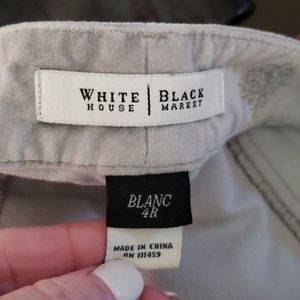 WHITE | BLACK
HOUSE | MARKET
BLANC
4R
MADE IN CHINA
RN 111459